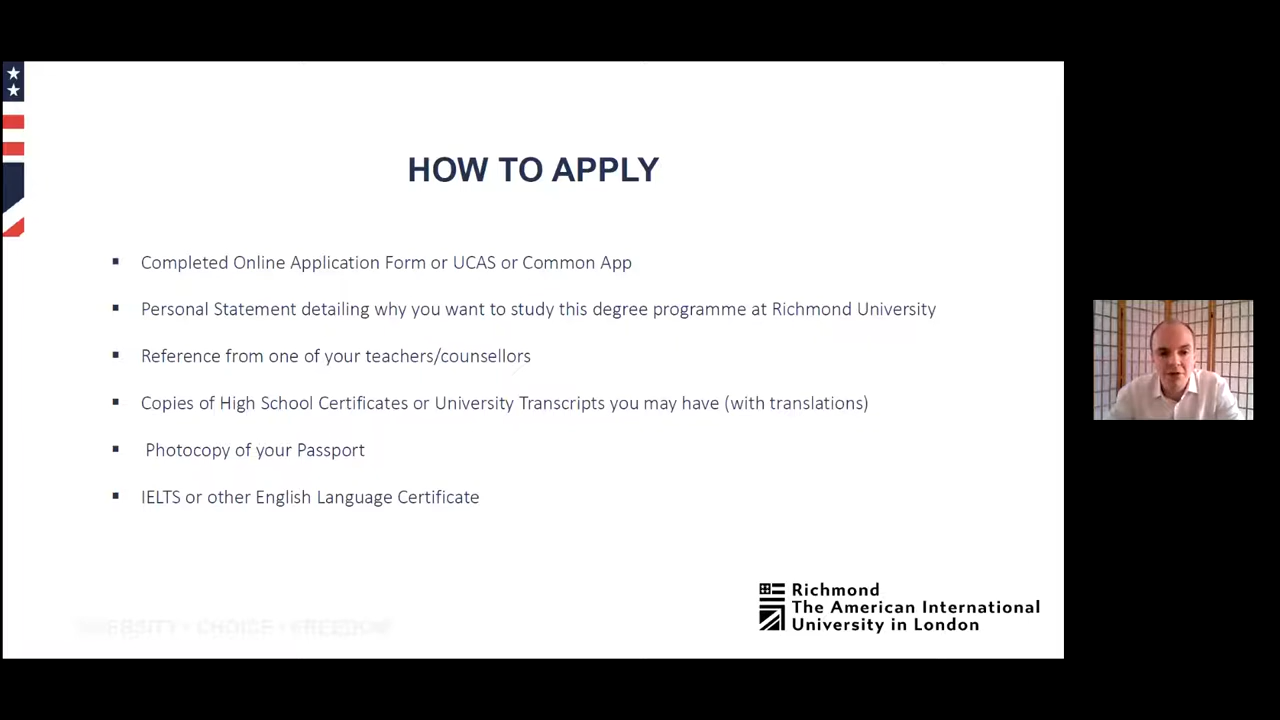 HOW TO APPLY
Completed Online Application Form or UCAS or Common App
Personal Statement detailing why you want to study this degree programme at Richmond University
Reference from one of your teachers/counsellors
Copies of High School Certificates or University Transcripts you may have (with translations)
Photocopy of your Passport
IELTS or other English Language Certificate
CHOICE • FREEDOM
Richmond
The American International
University in London